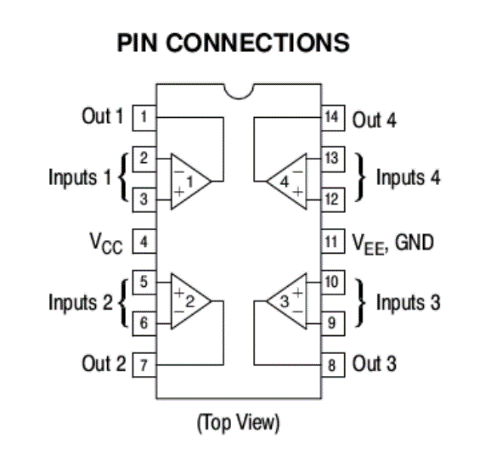 PIN CONNECTIONS
Out 1 1 14 Out 4
Inputs 1 { 2 − 13 − } Inputs 4
1 4
3 + 12 +
VCC 4 11 VEE, GND
Inputs 2 { 5 + 10 + } Inputs 3
2 3
6 − 9 −
Out 2 7 8 Out 3
(Top View)